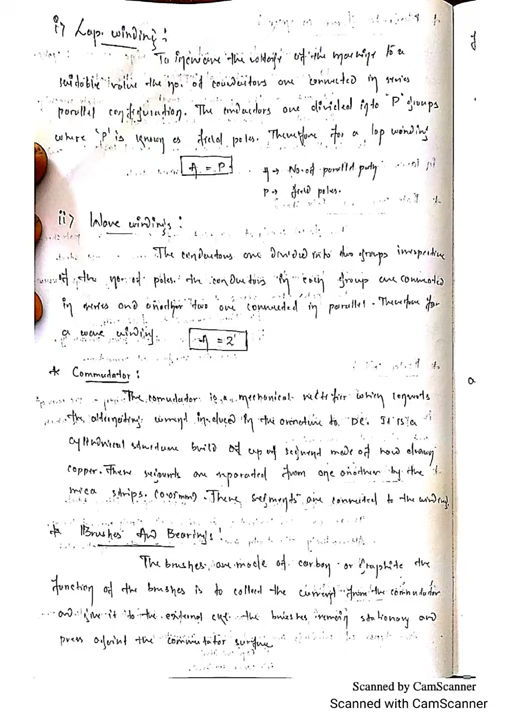 i) Lap winding :
To increase the voltage of the machine to a
suidable value the no. of conductors are connected in series
parallel configuration. The conductors are divided into "P" groups
where 'P' is known as field poles. Therefore for a lap winding
A = P
A → No. of parallel path
P → field poles.
ii) Wave winding :
The conductors are divided into two groups irrespective
of the no. of poles. the conductors in each group are connected
in series and another two are connected in parallel. Therefore for
a wave winding
A = 2
* Commutator :
The comutador is a mechanical rectifier which converts
the alternating current induced in the armature to DC. It is a
cylindrical structure build of up of segment made of hard drawn
copper. These segments are separated from one another by the
mica strips. (0.05mm). These segments are connected to the winding
* Brushes And Bearings :
The brushes are made of carbon or Graphite the
function of the brushes is to collect the current from the commutador
and give it to the external the brushes remain stationary and
press the commutator surface
Scanned by CamScanner
Scanned with CamScanner